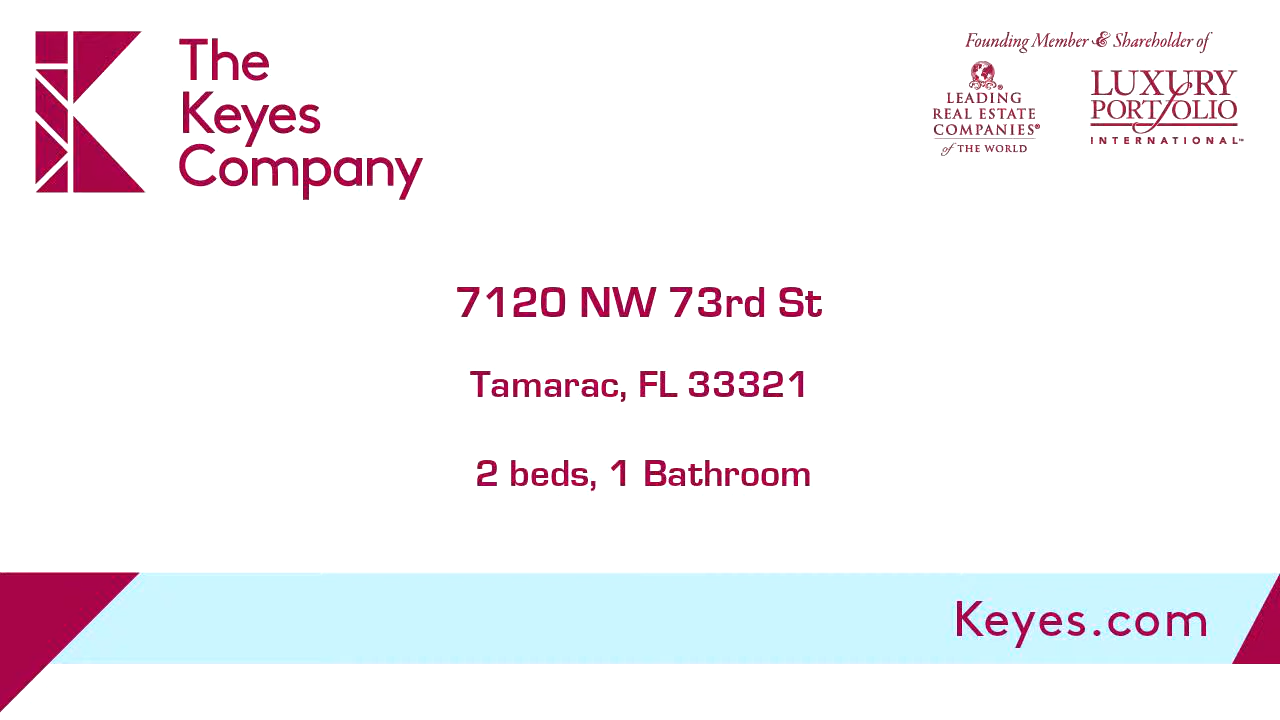 The
Keyes
Company
Founding Member & Shareholder of
LEADING
REAL ESTATE
COMPANIES®
of THE WORLD
LUXURY
PORTFOLIO
INTERNATIONAL™
7120 NW 73rd St
Tamarac, FL 33321
2 beds, 1 Bathroom
Keyes.com